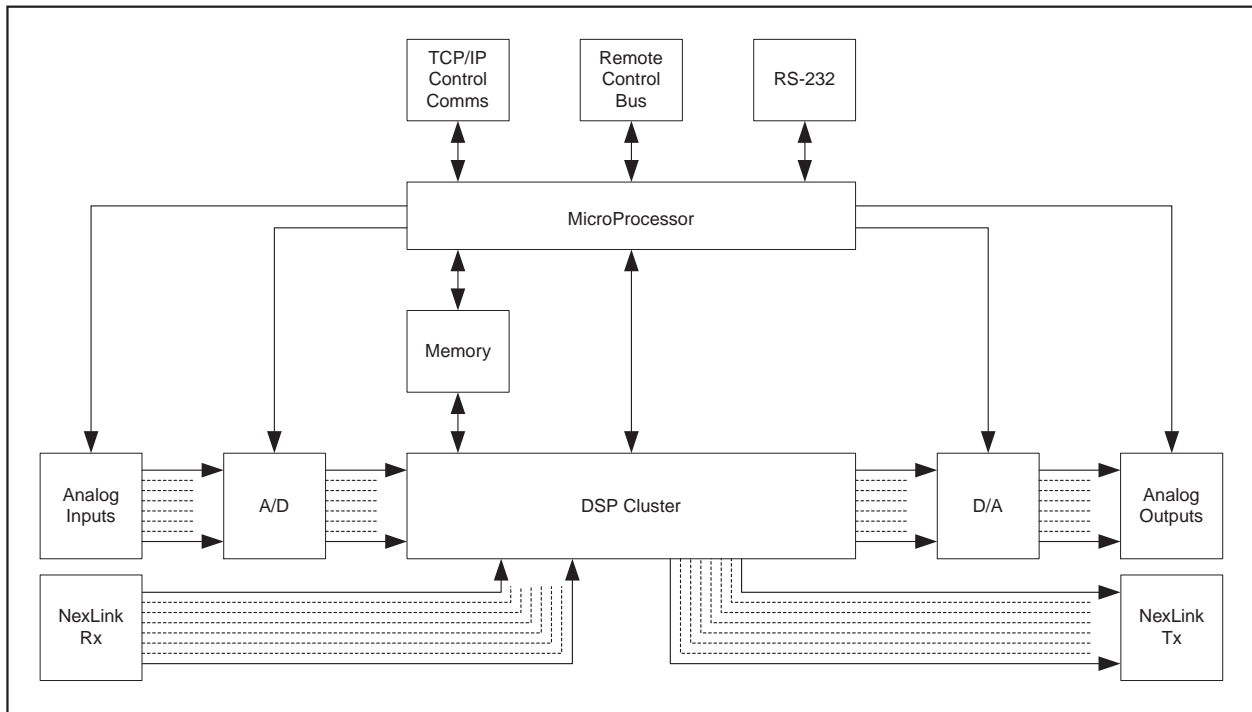 TCP/IP
Control
Comms
Remote
Control
Bus
RS-232
MicroProcessor
Memory
Analog
Inputs
A/D
DSP Cluster
D/A
Analog
Outputs
NexLink
Rx
NexLink
Tx